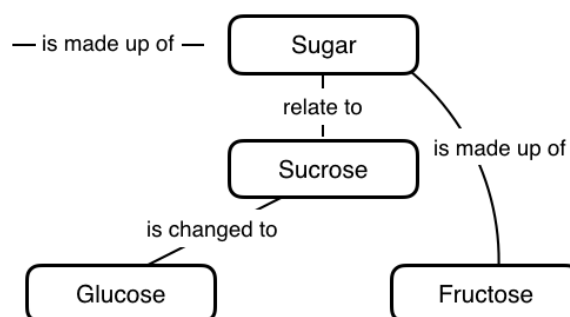 is made up of
Sugar
relate to
Sucrose
is made up of
is changed to
Glucose
Fructose